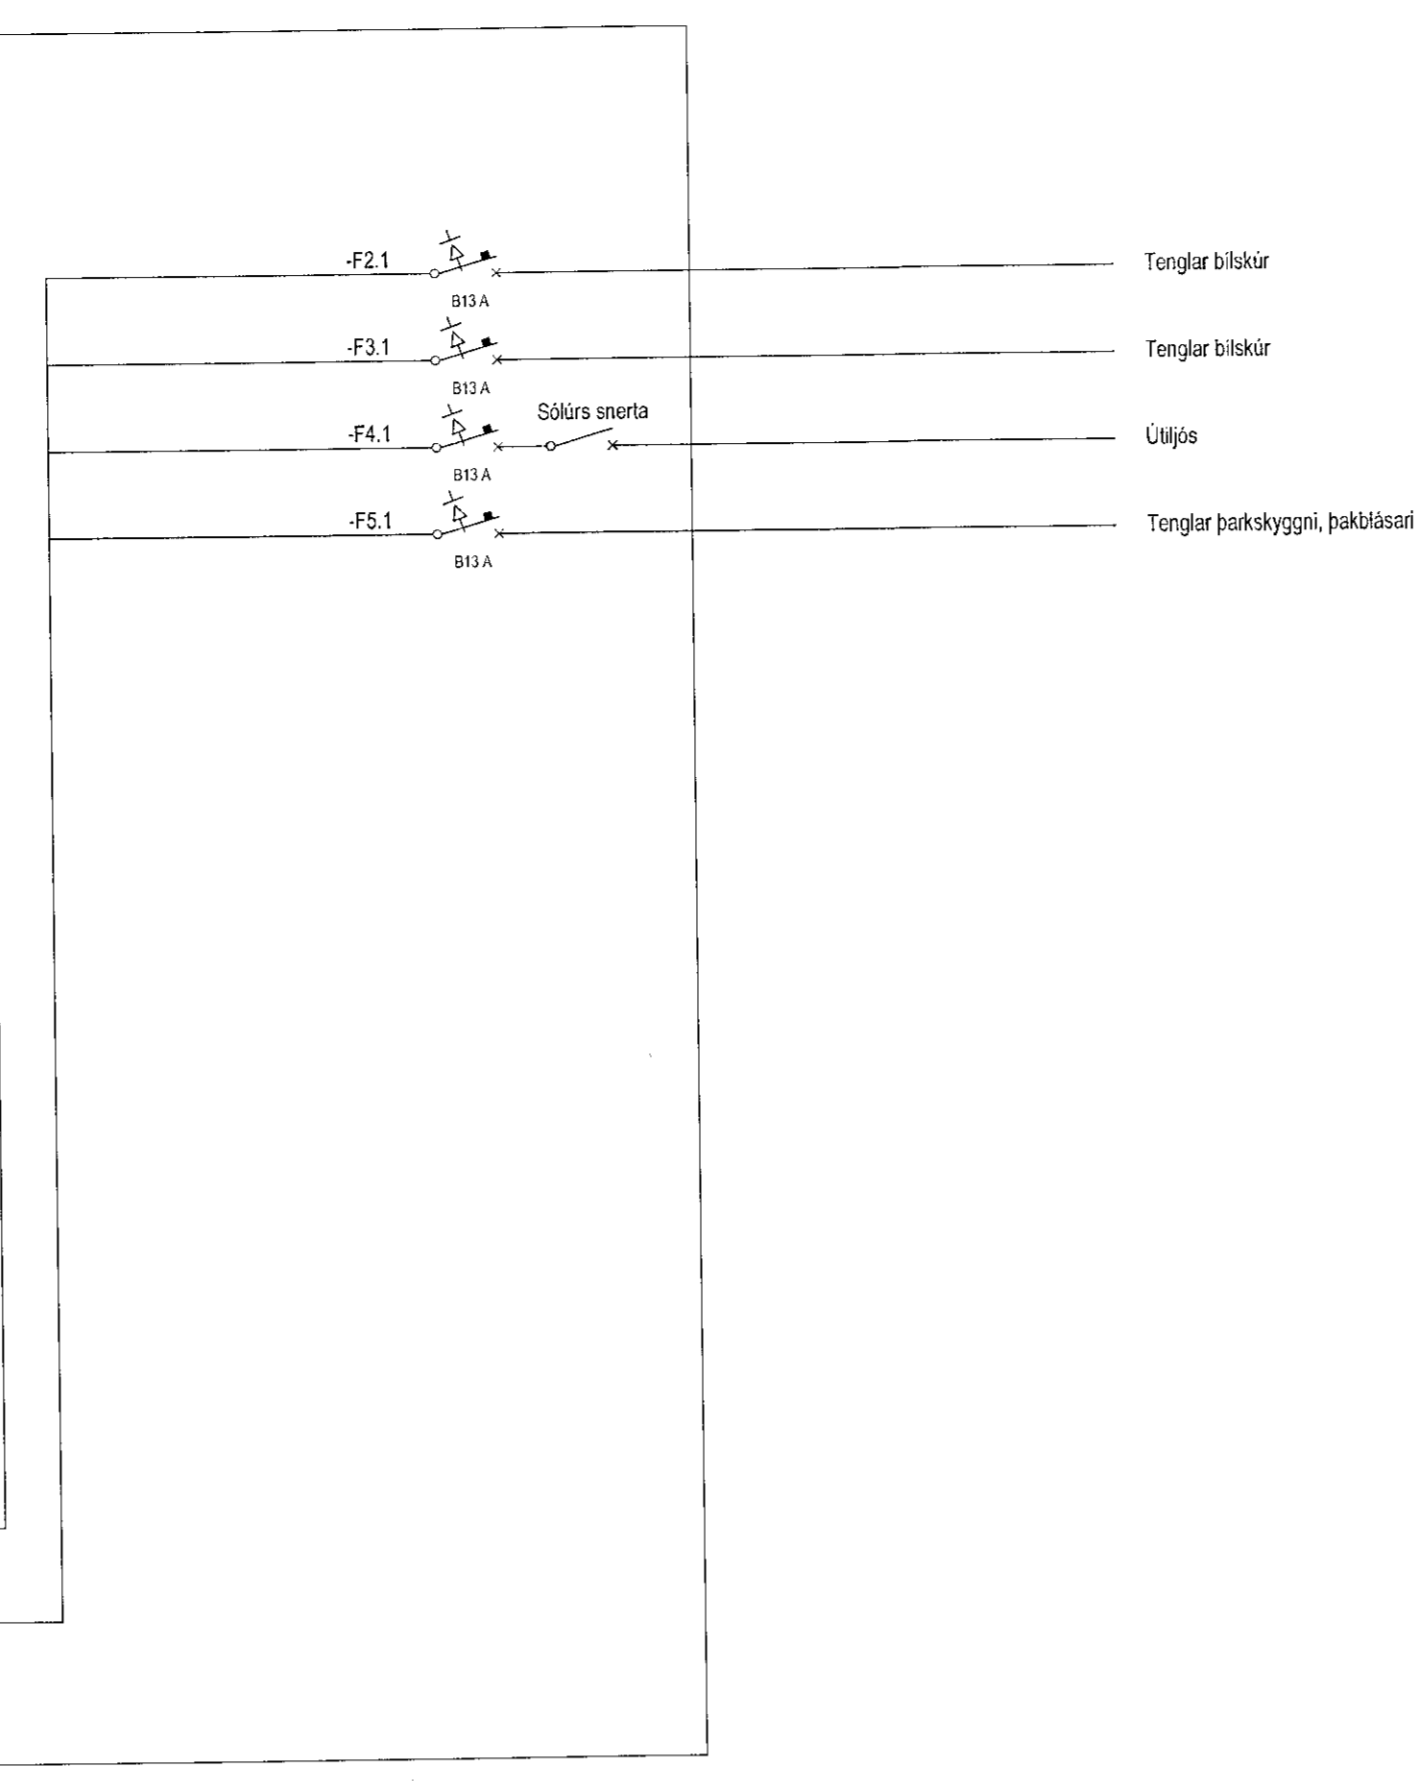 -F2.1
Tenglar bílskúr
B13 A
-F3.1
Tenglar bílskúr
B13 A
Sólúrs snerta
-F4.1
Útiljós
B13 A
-F5.1
Tenglar þarkskyggni, þakblásari
B13 A